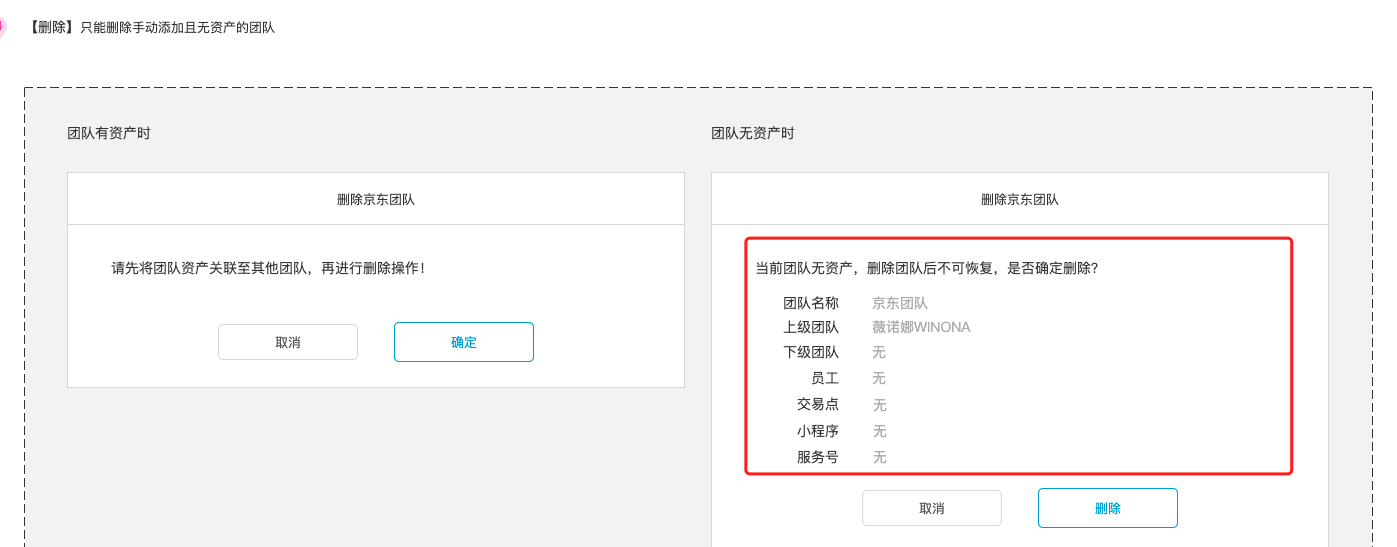 4
【删除】只能删除手动添加且无资产的团队
团队有资产时
删除京东团队
请先将团队资产关联至其他团队，再进行删除操作！
取消
确定
团队无资产时
删除京东团队
当前团队无资产，删除团队后不可恢复，是否确定删除？
团队名称 京东团队
上级团队 薇诺娜WINONA
下级团队 无
员工 无
交易点 无
小程序 无
服务号 无
取消
删除